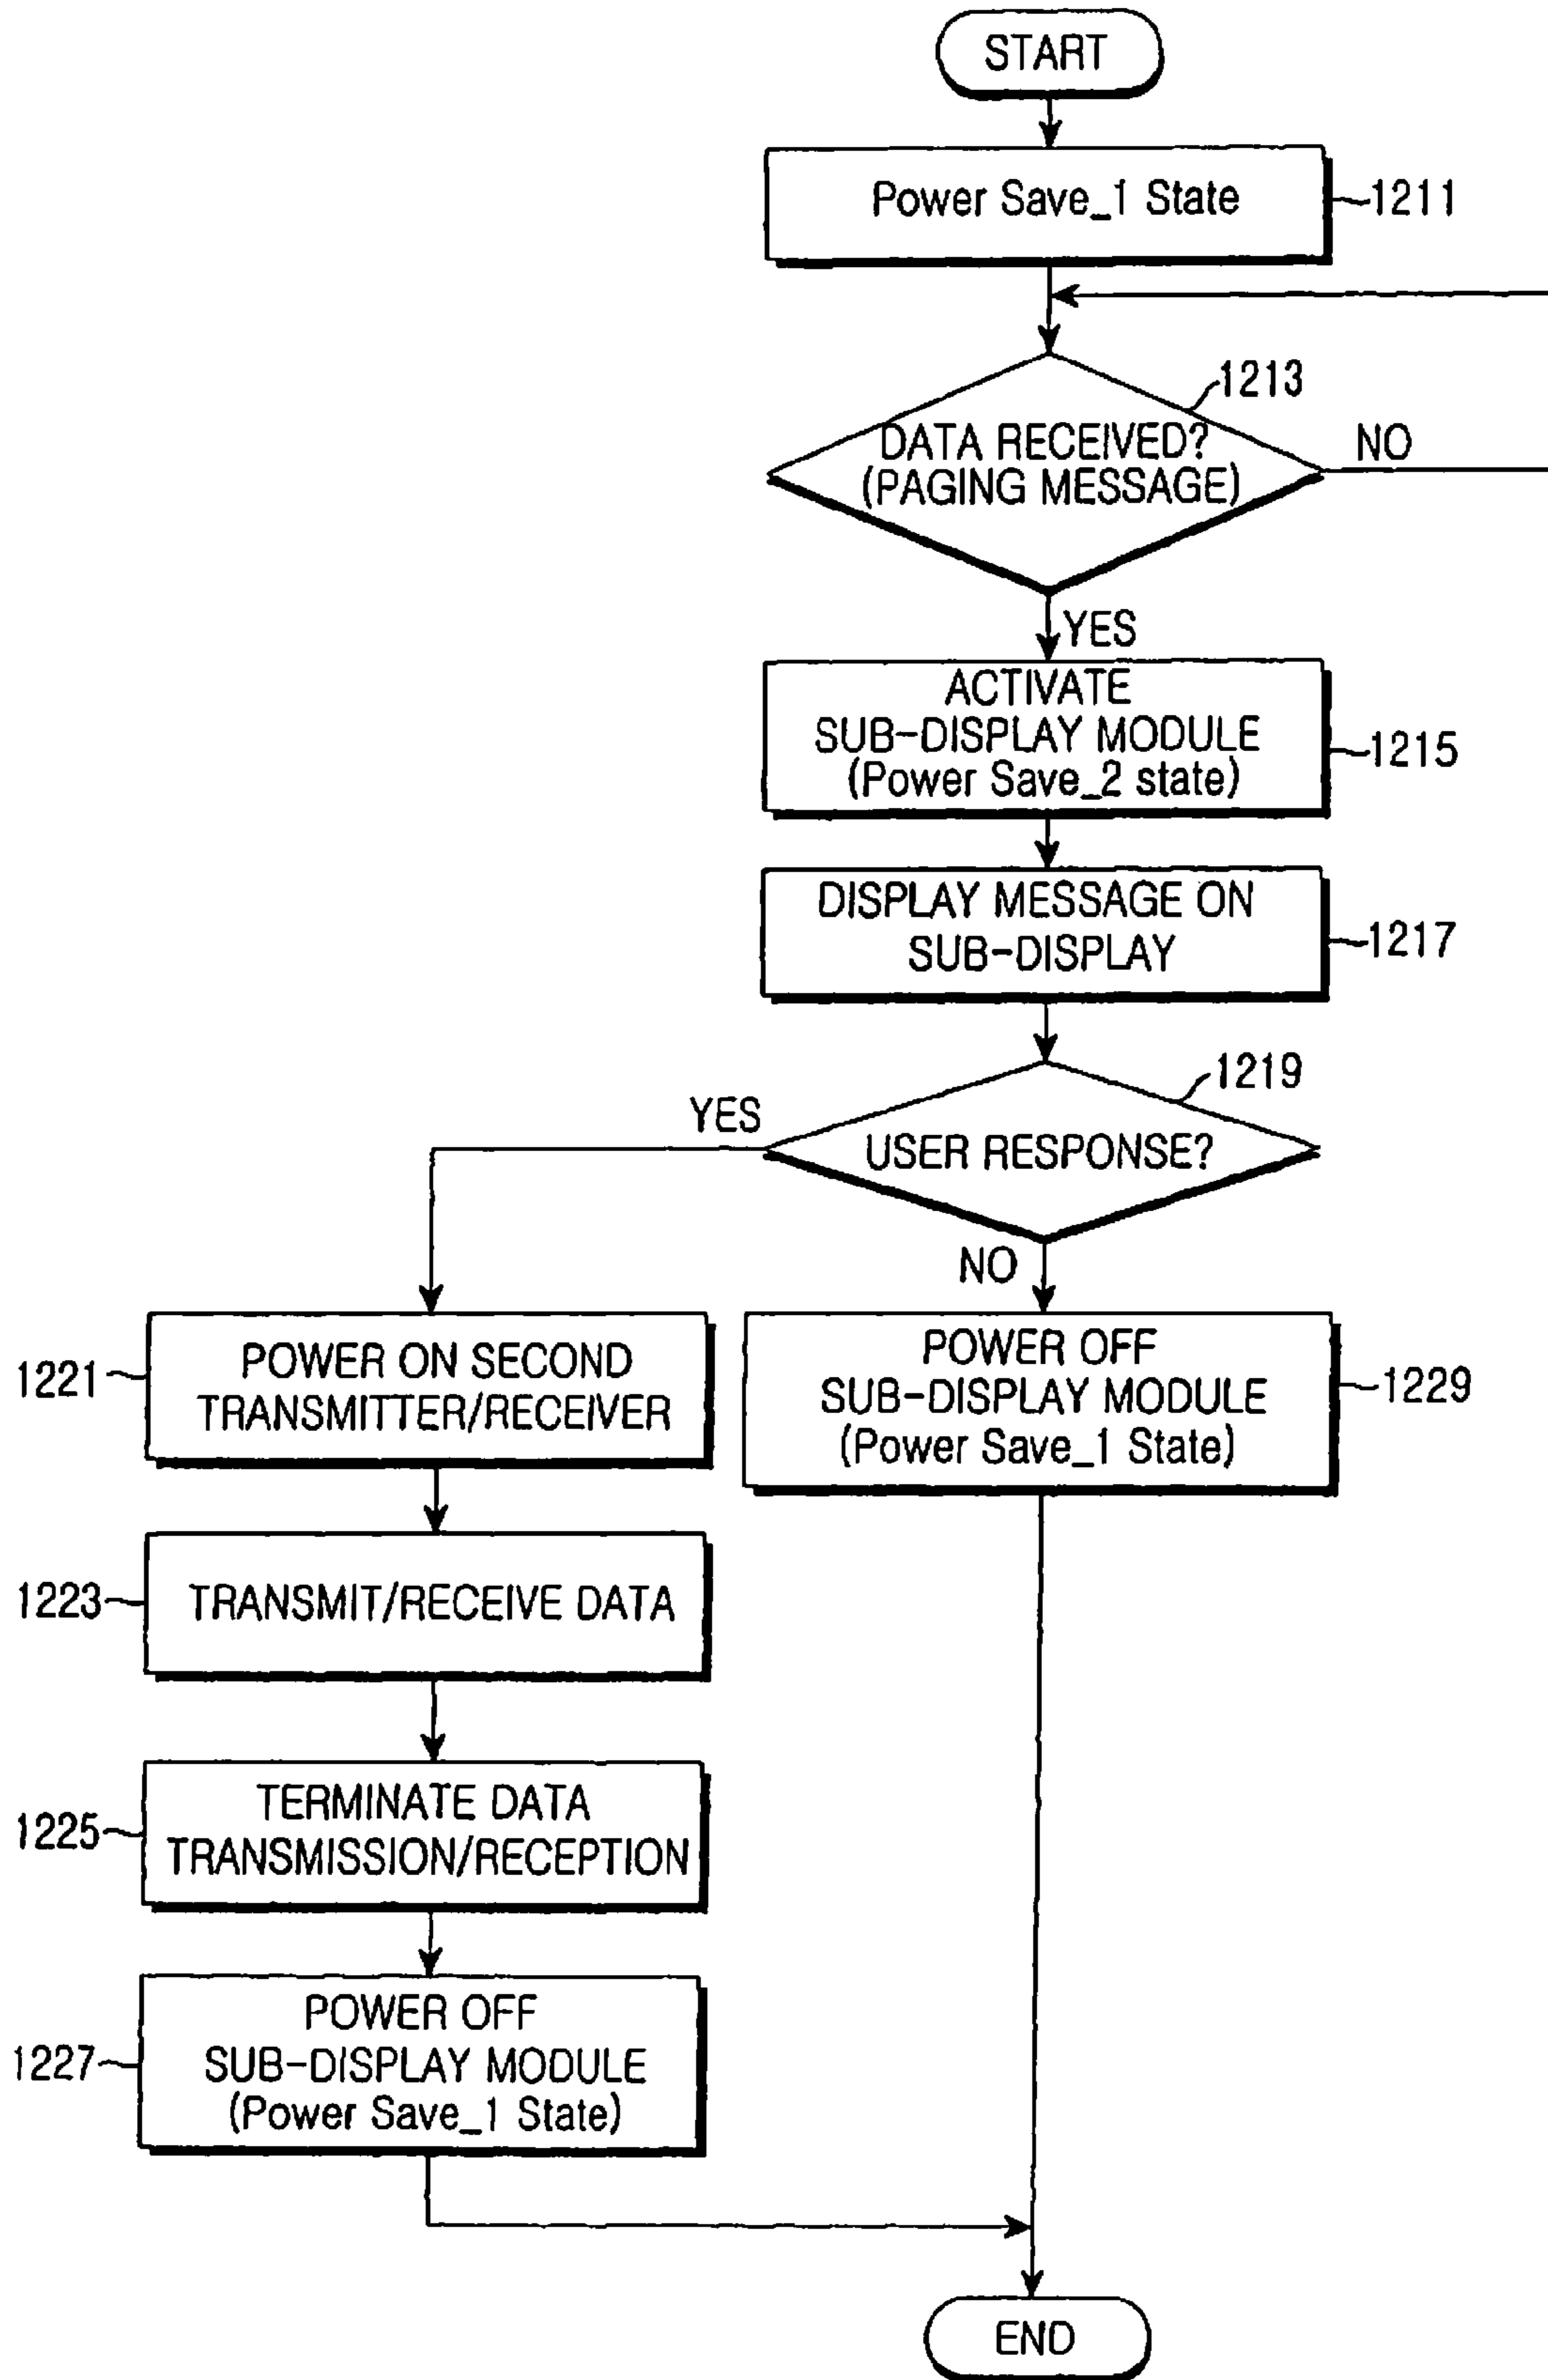 START
Power Save_1 State
1211
1213
DATA RECEIVED?
(PAGING MESSAGE)
NO
YES
ACTIVATE
SUB-DISPLAY MODULE
(Power Save_2 state)
1215
DISPLAY MESSAGE ON
SUB-DISPLAY
1217
1219
YES
USER RESPONSE?
NO
1221
POWER ON SECOND
TRANSMITTER/RECEIVER
POWER OFF
SUB-DISPLAY MODULE
(Power Save_1 State)
1229
1223
TRANSMIT/RECEIVE DATA
1225
TERMINATE DATA
TRANSMISSION/RECEPTION
1227
POWER OFF
SUB-DISPLAY MODULE
(Power Save_1 State)
END